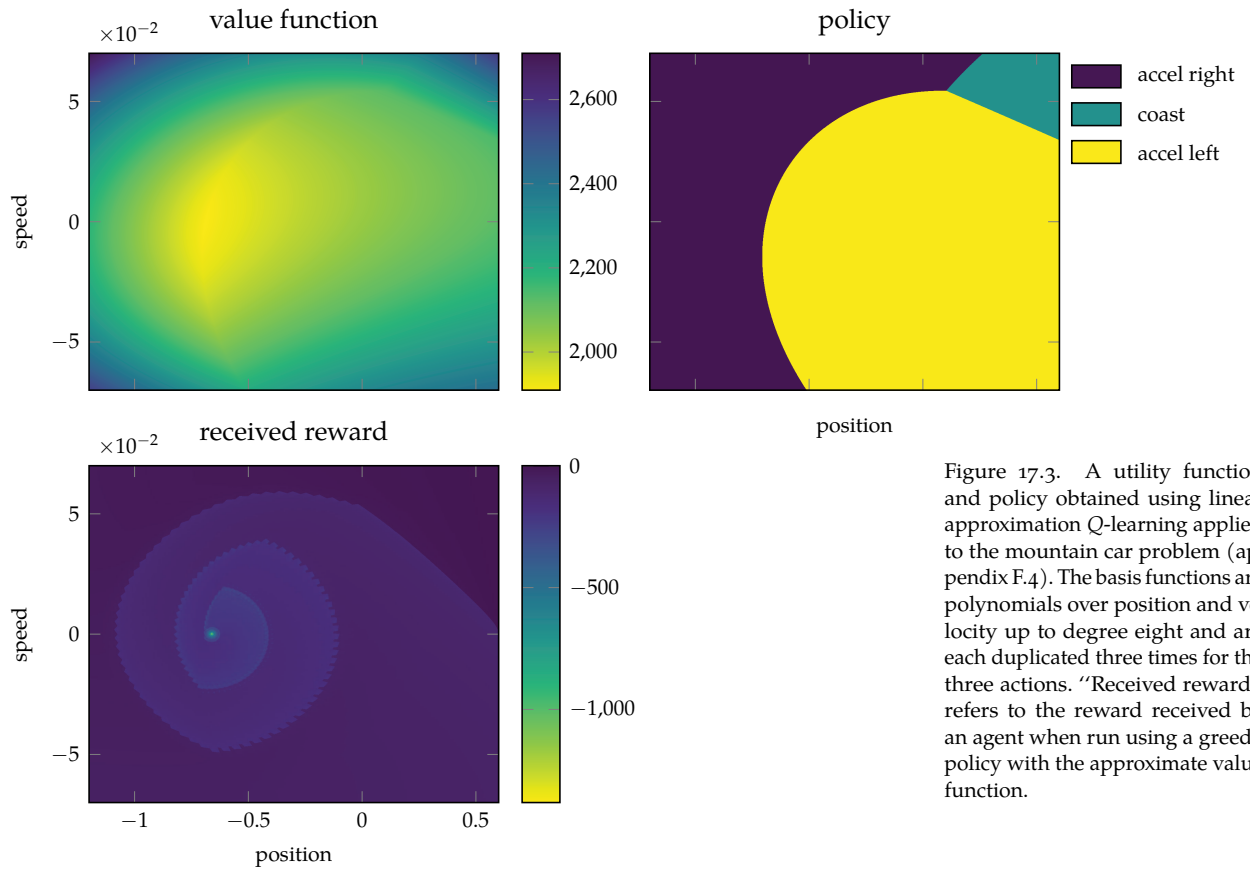 value function
×10−2
5
0
−5
speed
2,600
2,400
2,200
2,000
policy
accel right
coast
accel left
position
received reward
×10−2
5
0
−5
speed
−1
−0.5
0
0.5
position
0
−500
−1,000
Figure 17.3. A utility functio
and policy obtained using linea
approximation Q-learning applie
to the mountain car problem (ap
pendix F.4). The basis functions ar
polynomials over position and ve
locity up to degree eight and ar
each duplicated three times for th
three actions. “Received reward
refers to the reward received b
an agent when run using a greed
policy with the approximate valu
function.